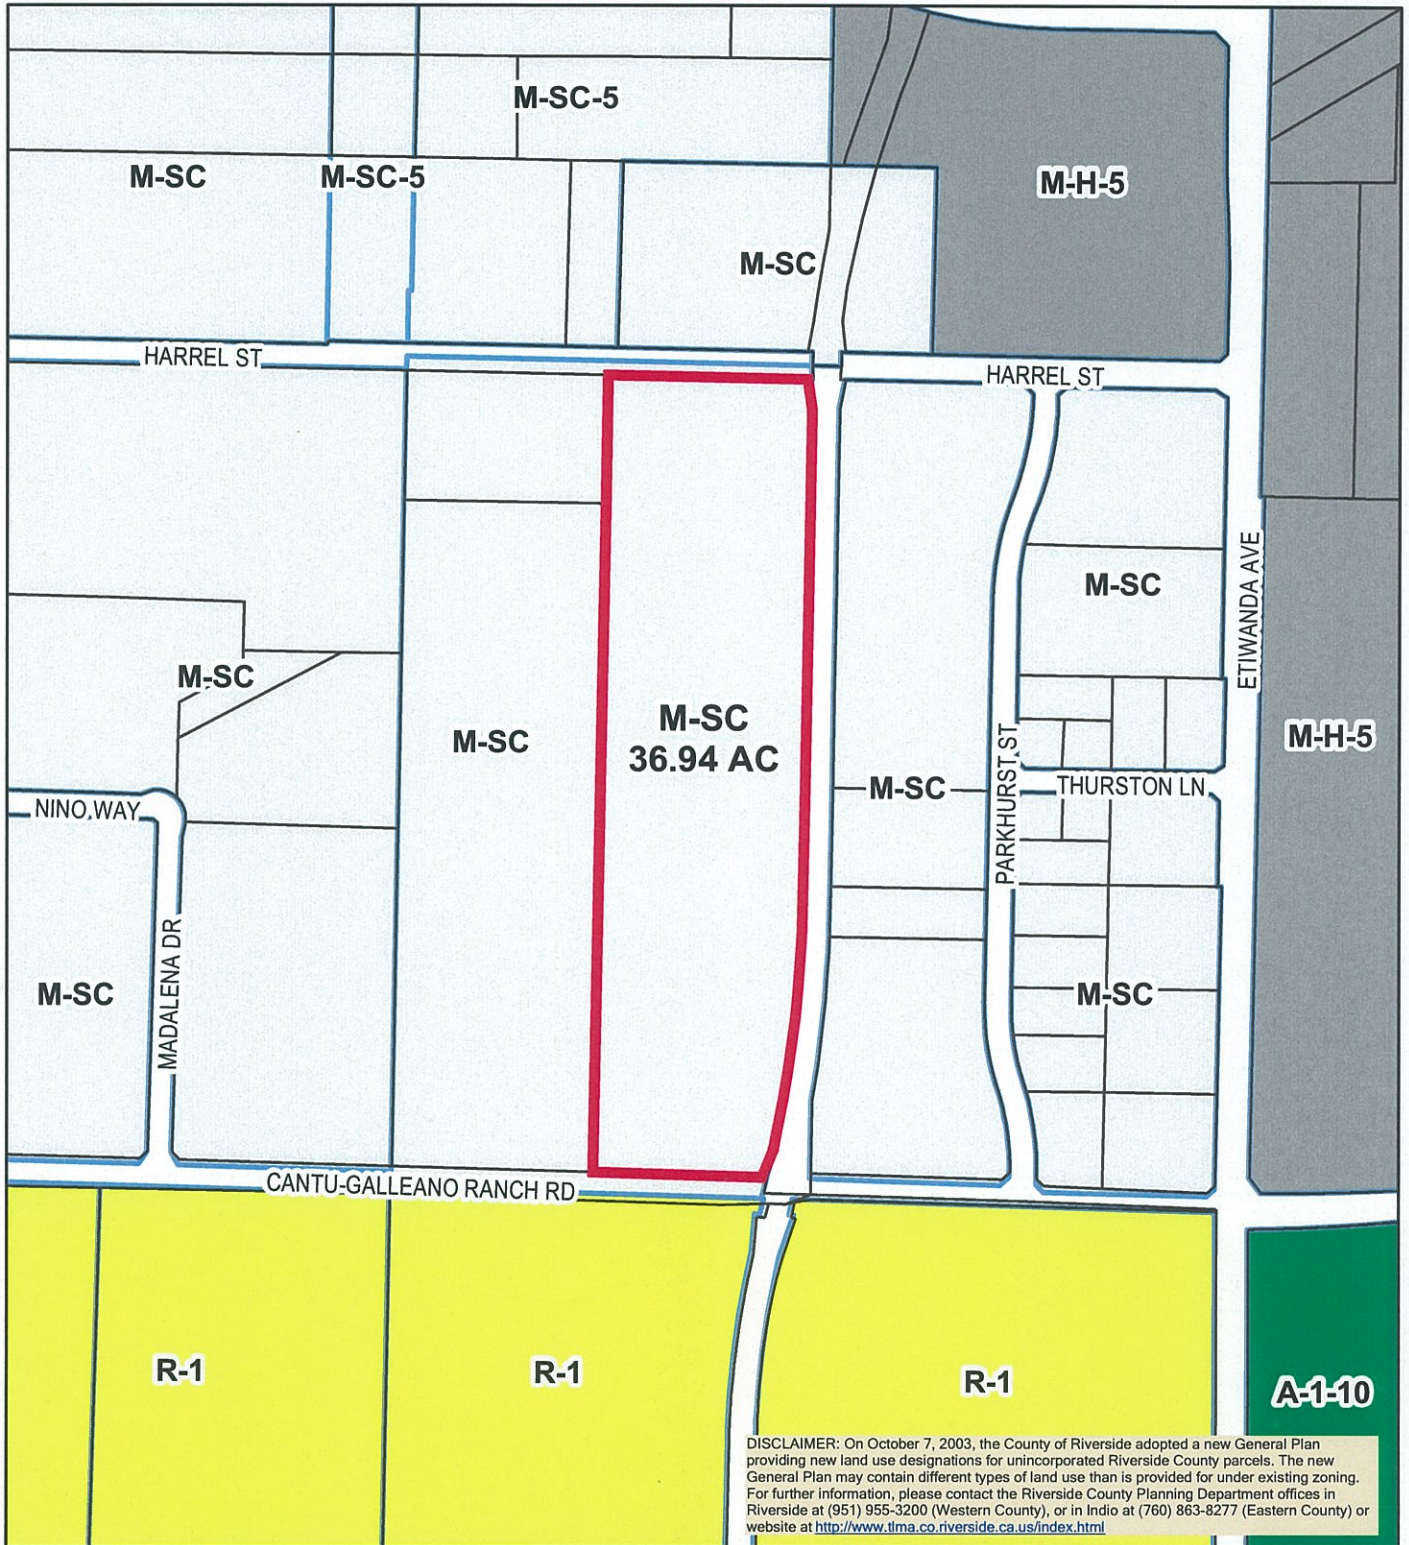 M-SC-5
M-SC
M-SC-5
M-H-5
M-SC
HARREL ST
HARREL ST
M-SC
ETIWANDA AVE
M-SC
M-SC
M-SC
36.94 AC
M-H-5
M-SC
PARKHURST ST
THURSTON LN
NINO WAY
MADALENA DR
M-SC
M-SC
CANTU-GALLEANO RANCH RD
R-1
R-1
R-1
A-1-10
DISCLAIMER: On October 7, 2003, the County of Riverside adopted a new General Plan
providing new land use designations for unincorporated Riverside County parcels. The new
General Plan may contain different types of land use than is provided for under existing zoning.
For further information, please contact the Riverside County Planning Department offices in
Riverside at (951) 955-3200 (Western County), or in Indio at (760) 863-8277 (Eastern County) or
website at http://www.tlma.co.riverside.ca.us/index.html